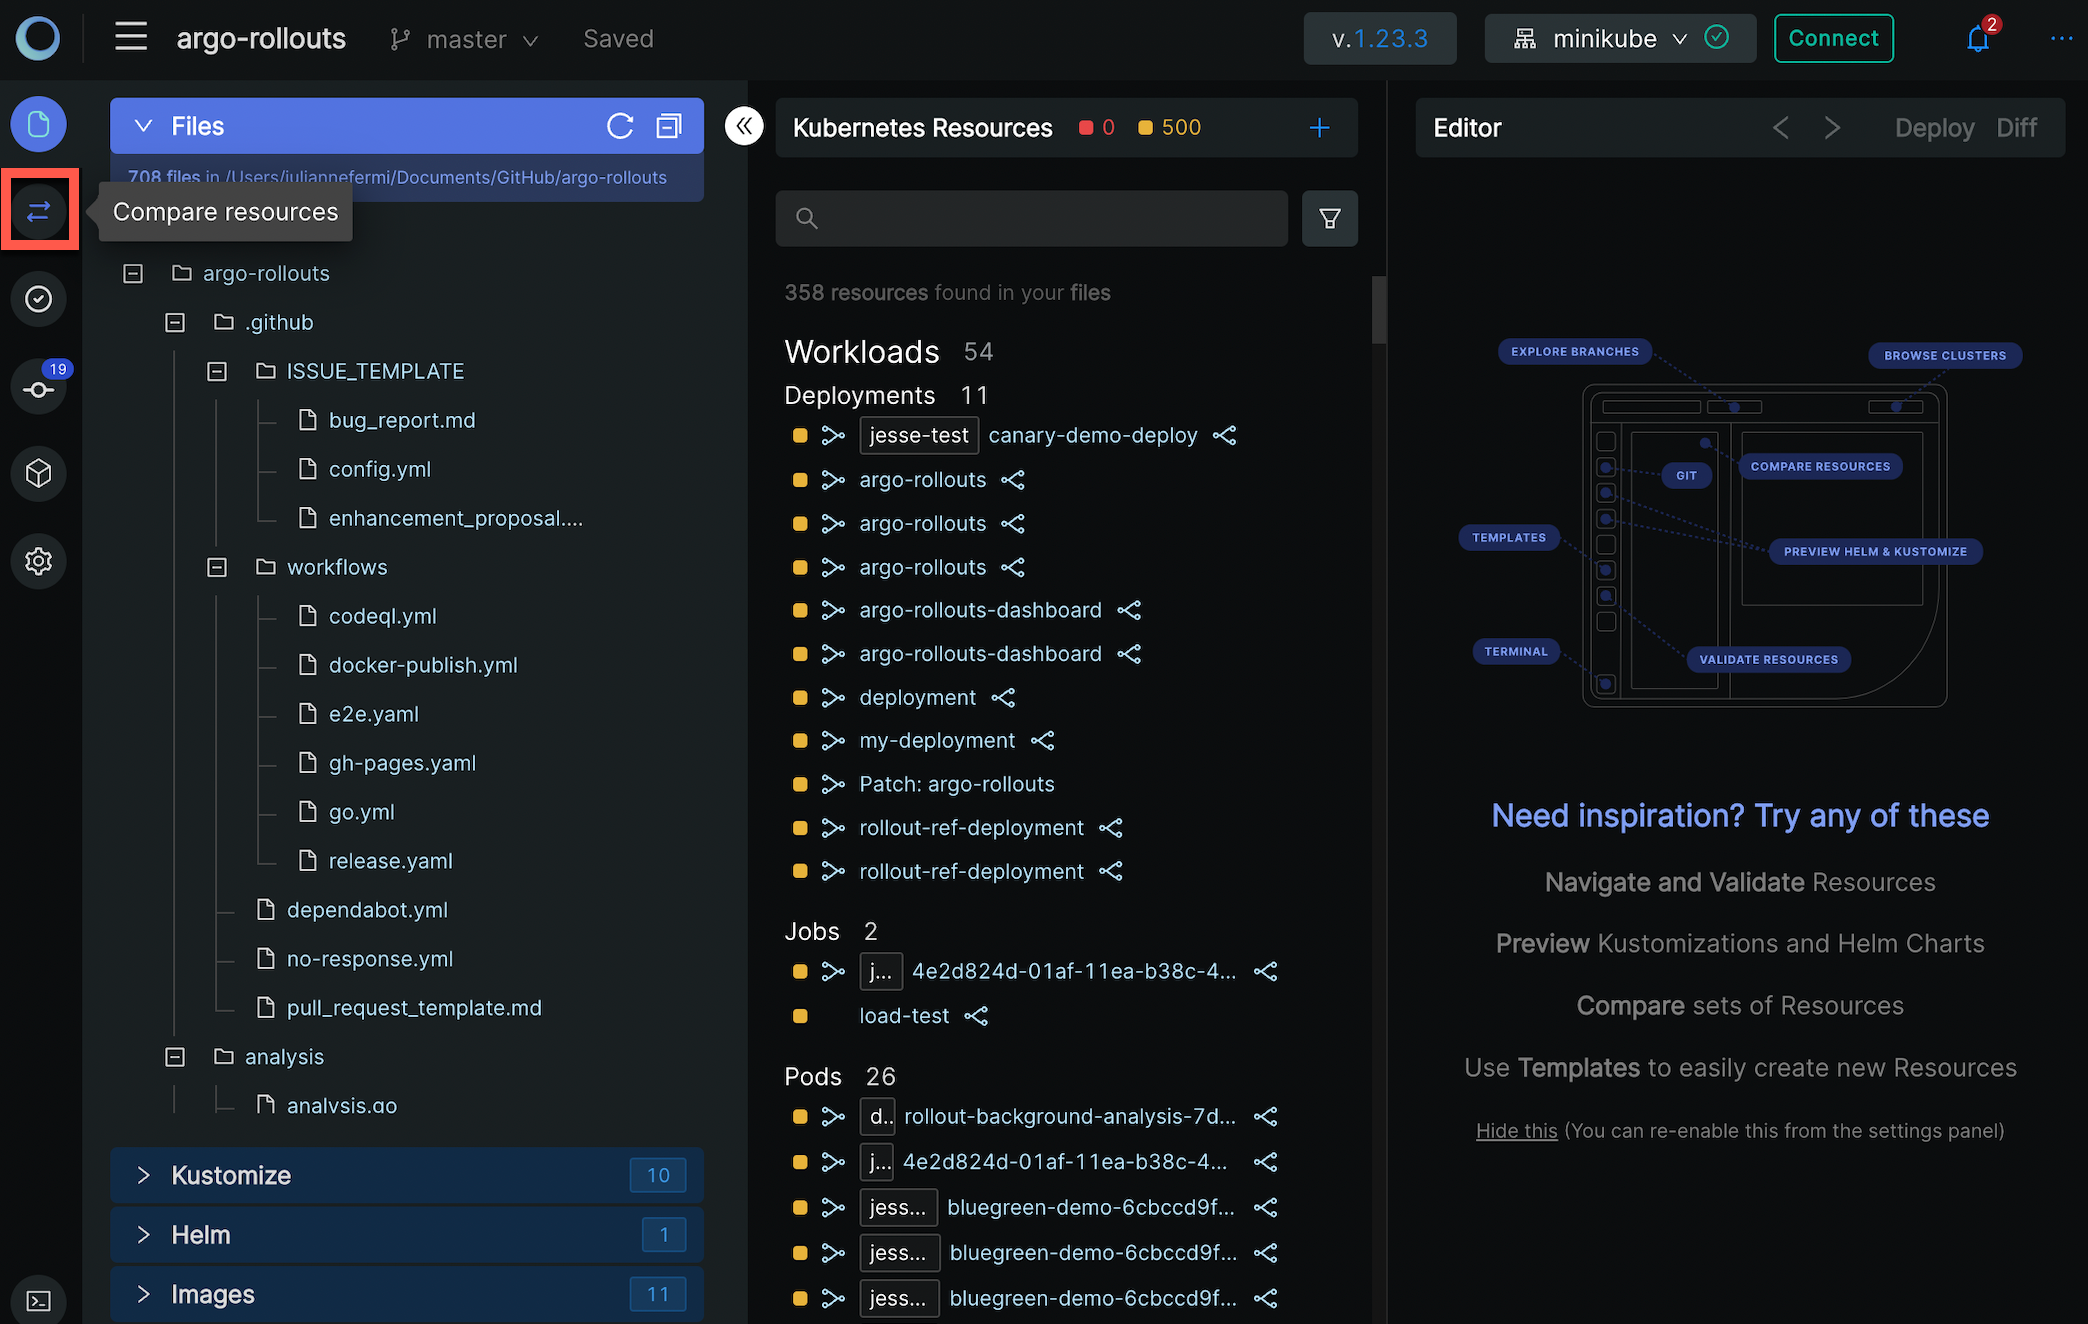 argo-rollouts master Saved v.1.23.3 minikube Connect 2 ...
Files
708 files in /Users/juliannefermi/Documents/GitHub/argo-rollouts
Compare resources
19
argo-rollouts
.github
ISSUE_TEMPLATE
bug_report.md
config.yml
enhancement_proposal....
workflows
codeql.yml
docker-publish.yml
e2e.yaml
gh-pages.yaml
go.yml
release.yaml
dependabot.yml
no-response.yml
pull_request_template.md
analysis
analysis.go
Kustomize 10
Helm 1
Images 11
Kubernetes Resources 0 500
358 resources found in your files
Workloads 54
Deployments 11
jesse-test canary-demo-deploy
argo-rollouts
argo-rollouts
argo-rollouts
argo-rollouts-dashboard
argo-rollouts-dashboard
deployment
my-deployment
Patch: argo-rollouts
rollout-ref-deployment
rollout-ref-deployment
Jobs 2
j... 4e2d824d-01af-11ea-b38c-4...
load-test
Pods 26
d.. rollout-background-analysis-7d...
j... 4e2d824d-01af-11ea-b38c-4...
jess... bluegreen-demo-6cbccd9f...
jess... bluegreen-demo-6cbccd9f...
jess... bluegreen-demo-6cbccd9f...
Editor Deploy Diff
EXPLORE BRANCHES
BROWSE CLUSTERS
COMPARE RESOURCES
GIT
TEMPLATES
PREVIEW HELM & KUSTOMIZE
TERMINAL
VALIDATE RESOURCES
Need inspiration? Try any of these
Navigate and Validate Resources
Preview Kustomizations and Helm Charts
Compare sets of Resources
Use Templates to easily create new Resources
Hide this (You can re-enable this from the settings panel)